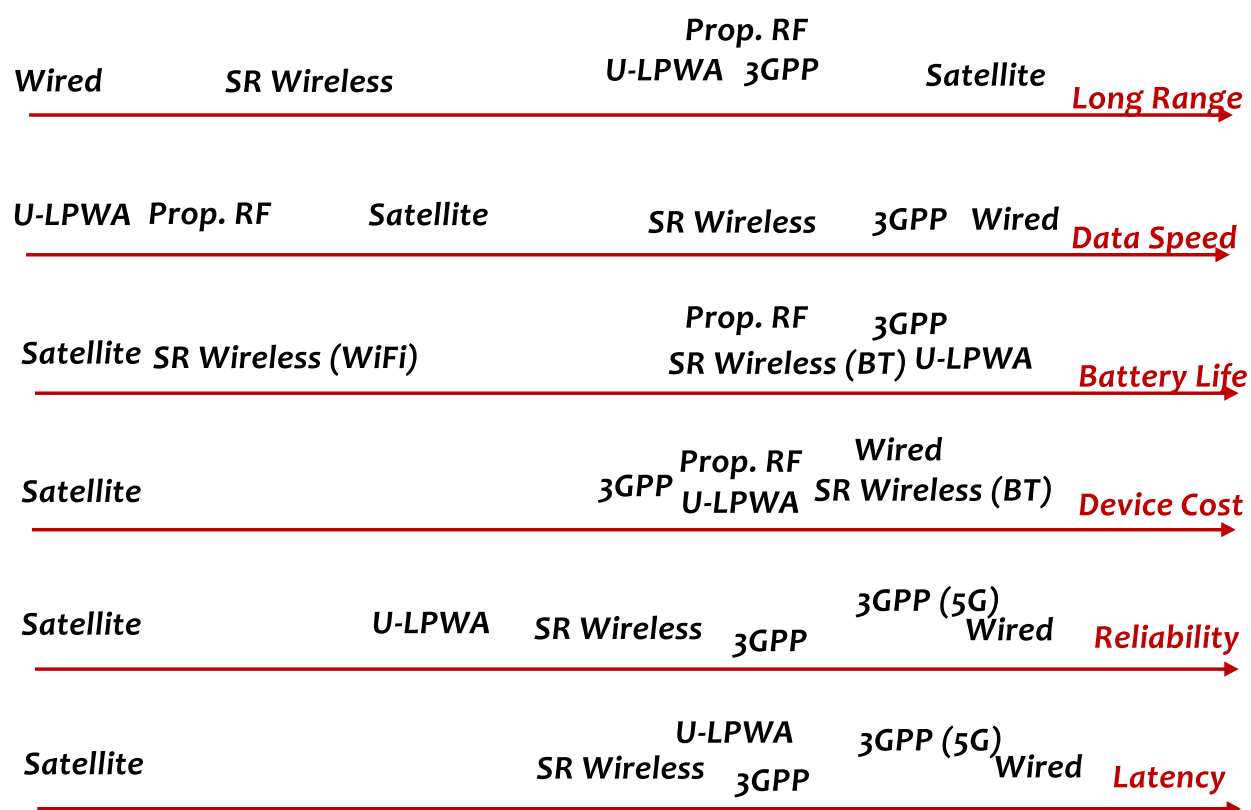 Prop. RF
U-LPWA 3GPP
Wired SR Wireless Satellite Long Range
U-LPWA Prop. RF Satellite SR Wireless 3GPP Wired Data Speed
Prop. RF 3GPP
Satellite SR Wireless (WiFi) SR Wireless (BT) U-LPWA Battery Life
Wired
Prop. RF
Satellite 3GPP U-LPWA SR Wireless (BT) Device Cost
3GPP (5G)
Satellite U-LPWA SR Wireless 3GPP Wired Reliability
U-LPWA 3GPP (5G)
Satellite SR Wireless 3GPP Wired Latency